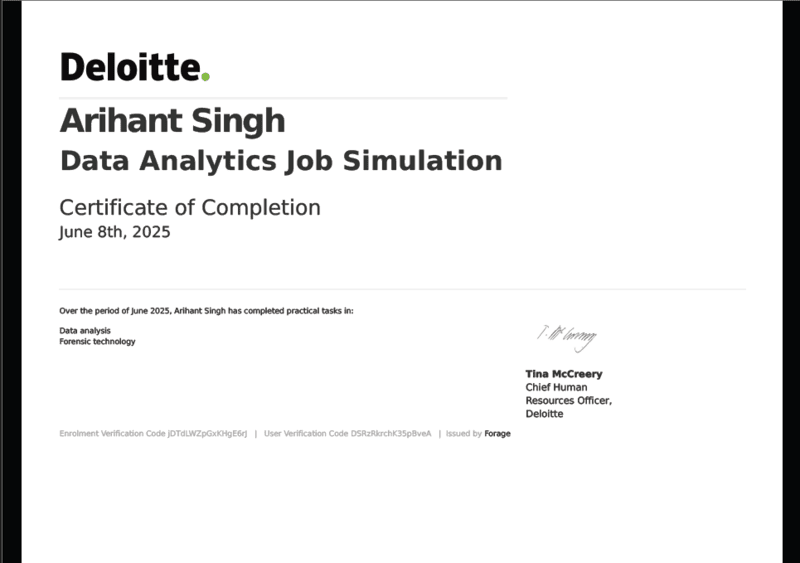 Deloitte.
Arihant Singh
Data Analytics Job Simulation
Certificate of Completion
June 8th, 2025
Over the period of June 2025, Arihant Singh has completed practical tasks in:
Data analysis
Forensic technology
Tina McCreery
Chief Human
Resources Officer,
Deloitte
Enrolment Verification Code jDTdLWZpGxKHgE6rJ | User Verification Code DSRzRkrchK35pBveA | Issued by Forage